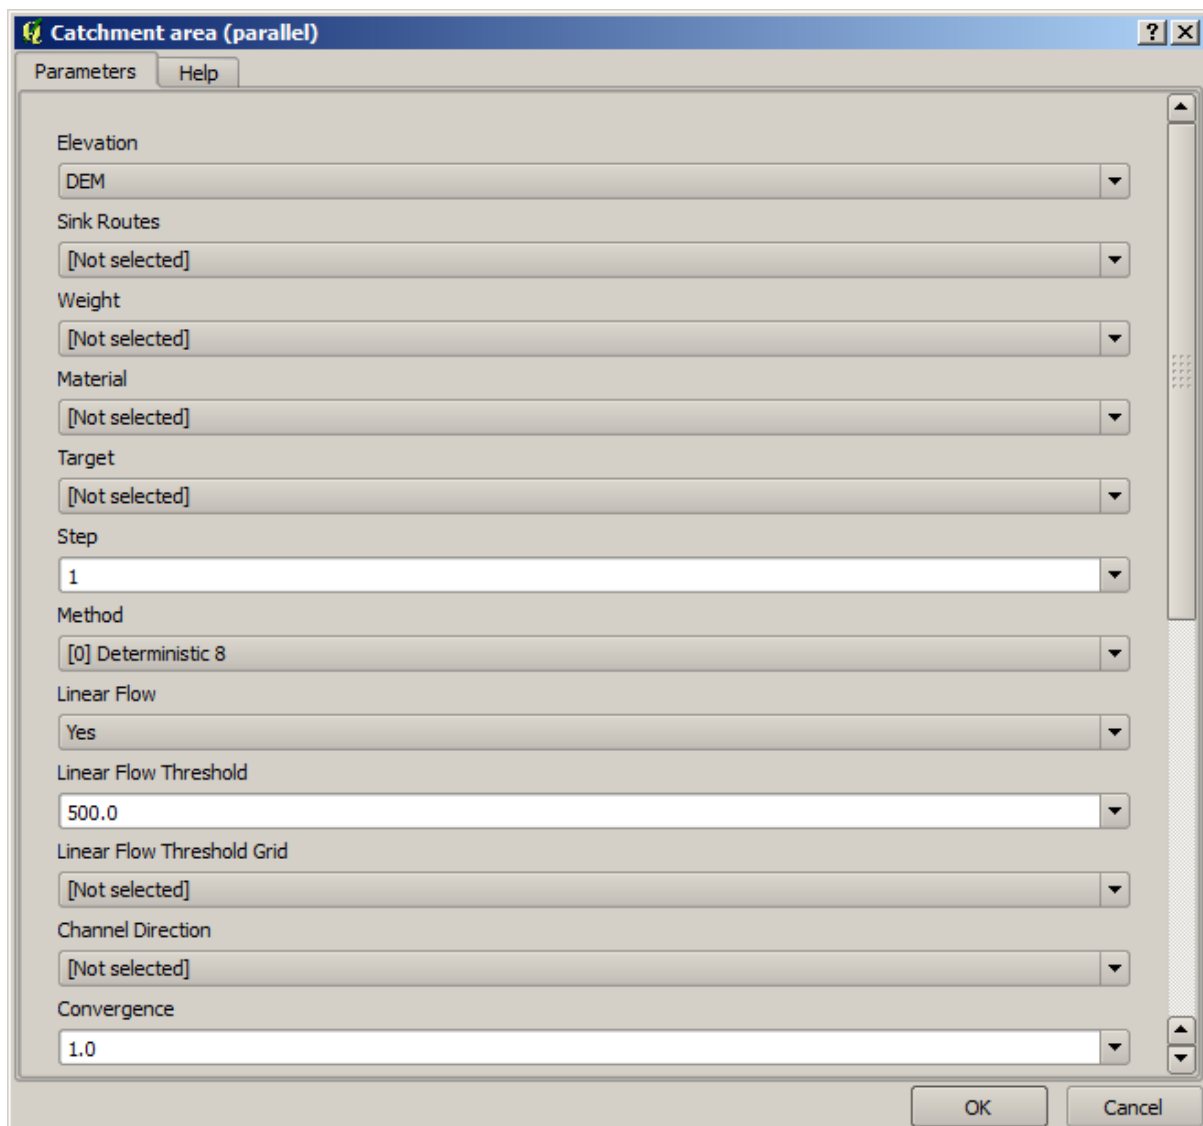 Catchment area (parallel)
Parameters Help
Elevation
DEM
Sink Routes
[Not selected]
Weight
[Not selected]
Material
[Not selected]
Target
[Not selected]
Step
1
Method
[0] Deterministic 8
Linear Flow
Yes
Linear Flow Threshold
500.0
Linear Flow Threshold Grid
[Not selected]
Channel Direction
[Not selected]
Convergence
1.0
OK Cancel